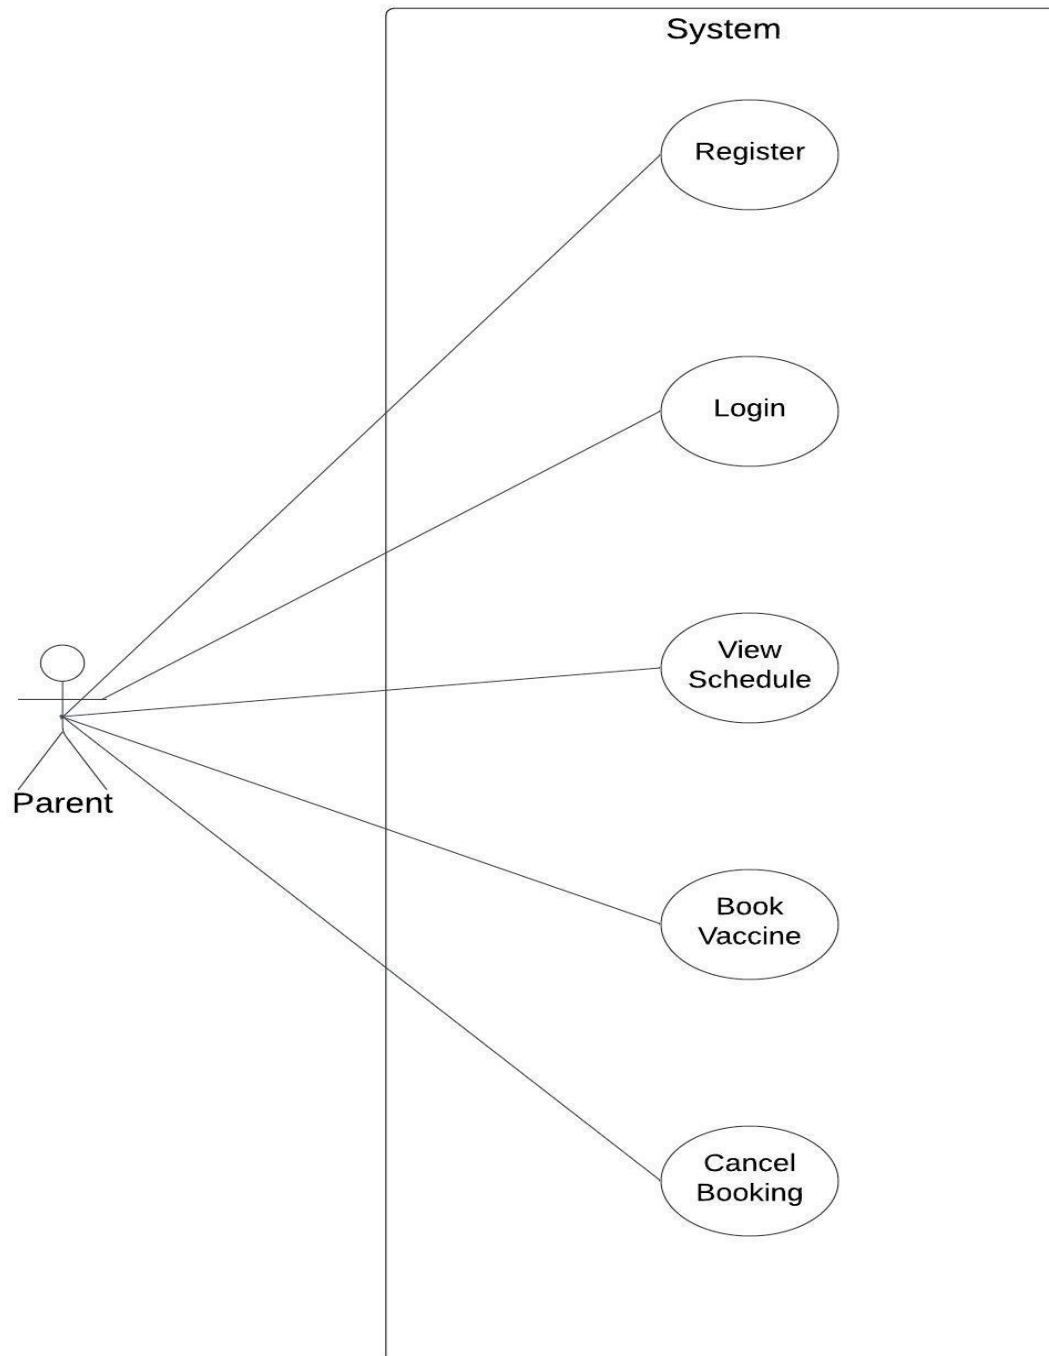 System
Register
Login
View
Schedule
Parent
Book
Vaccine
Cancel
Booking